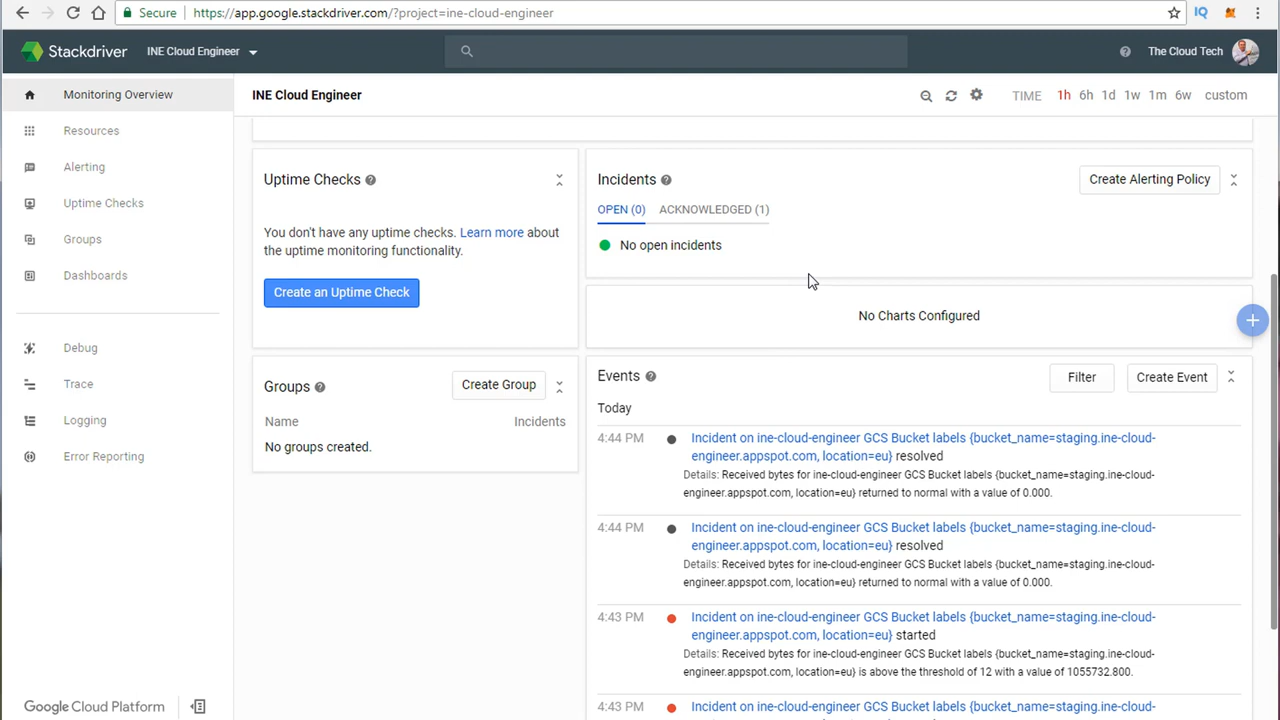 Secure
https://app.google.stackdriver.com/?project=ine-cloud-engineer
IQ
Stackdriver
INE Cloud Engineer
The Cloud Tech
Monitoring Overview
Resources
Alerting
Uptime Checks
Groups
Dashboards
Debug
Trace
Logging
Error Reporting
Google Cloud Platform
INE Cloud Engineer
TIME 1h 6h 1d 1w 1m 6w custom
Uptime Checks
You don't have any uptime checks. Learn more about
the uptime monitoring functionality.
Create an Uptime Check
Groups
Create Group
Name Incidents
No groups created.
Incidents
Create Alerting Policy
OPEN (0) ACKNOWLEDGED (1)
No open incidents
No Charts Configured
Events
Filter
Create Event
Today
4:44 PM
Incident on ine-cloud-engineer GCS Bucket labels {bucket_name=staging.ine-cloud-
engineer.appspot.com, location=eu} resolved
Details: Received bytes for ine-cloud-engineer GCS Bucket labels {bucket_name=staging.ine-cloud-
engineer.appspot.com, location=eu} returned to normal with a value of 0.000.
4:44 PM
Incident on ine-cloud-engineer GCS Bucket labels {bucket_name=staging.ine-cloud-
engineer.appspot.com, location=eu} resolved
Details: Received bytes for ine-cloud-engineer GCS Bucket labels {bucket_name=staging.ine-cloud-
engineer.appspot.com, location=eu} returned to normal with a value of 0.000.
4:43 PM
Incident on ine-cloud-engineer GCS Bucket labels {bucket_name=staging.ine-cloud-
engineer.appspot.com, location=eu} started
Details: Received bytes for ine-cloud-engineer GCS Bucket labels {bucket_name=staging.ine-cloud-
engineer.appspot.com, location=eu} is above the threshold of 12 with a value of 1055732.800.
4:43 PM
Incident on ine-cloud-engineer GCS Bucket labels {bucket_name=staging.ine-cloud-